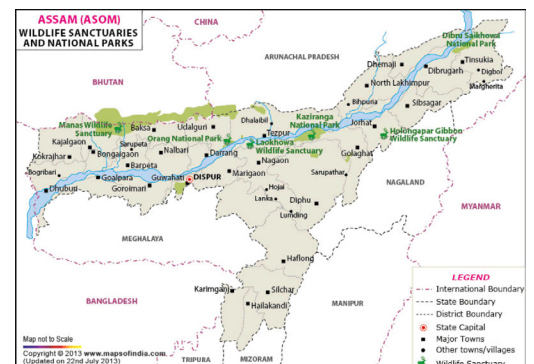 ASSAM (ASOM)
WILDLIFE SANCTUARIES
AND NATIONAL PARKS
CHINA
Dibru Saikhowa
National Park
ARUNACHAL PRADESH
Dhemaji
Tinsukia
Dibrugarh
Digboi
Margherita
BHUTAN
North Lakhimpur
Bihpuria
Sibsagar
Kaziranga
National Park
Dhalaibil
Jorhat
Manas Wildlife
Sanctuary
Baksa
Udalguri
Orang National Park
Tezpur
Hollongapar Gibbon
Wildlife Sanctuary
Laokhowa
Wildlife Sanctuary
Kajalgaon
Sarupeta
Kokrajhar
Bongaigaon
Nalbari
Darrang
Golaghat
Nagaon
Barpeta
Bogribari
Goalpara
Guwahati
DISPUR
Marigaon
Sarupathar
Dhuburi
Goroimari
Hojai
NAGALAND
Lanka
Diphu
Lumding
MYANMAR
MEGHALAYA
Haflong
BANGLADESH
Karimganj
Silchar
Hailakandi
MANIPUR
TRIPURA
MIZORAM
LEGEND
International Boundary
State Boundary
District Boundary
State Capital
Major Towns
Other towns/villages
Wildlife Sanctuary
Map not to Scale
Copyright © 2013 www.mapsofindia.com
(Updated on 22nd July 2013)